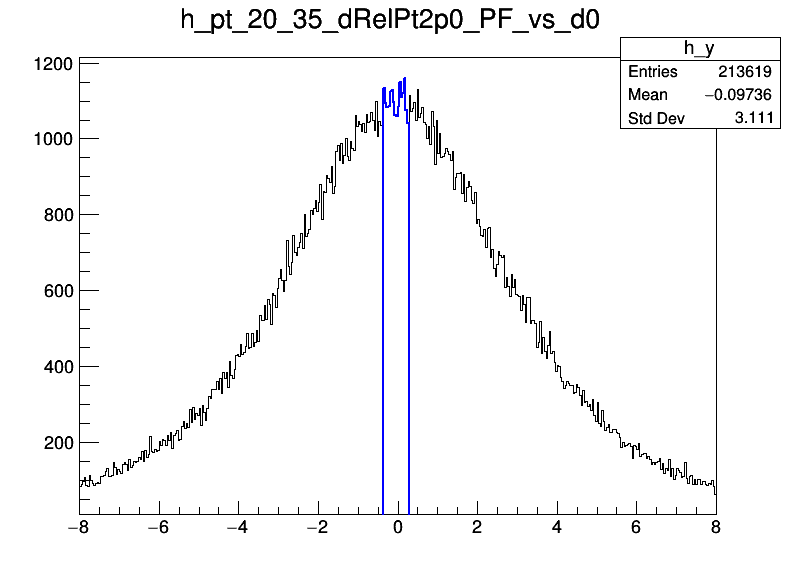 h_pt_20_35_dRelPt2p0_PF_vs_d0
h_y
Entries 213619
Mean −0.09736
Std Dev 3.111
1200
1000
800
600
400
200
−8 −6 −4 −2 0 2 4 6 8